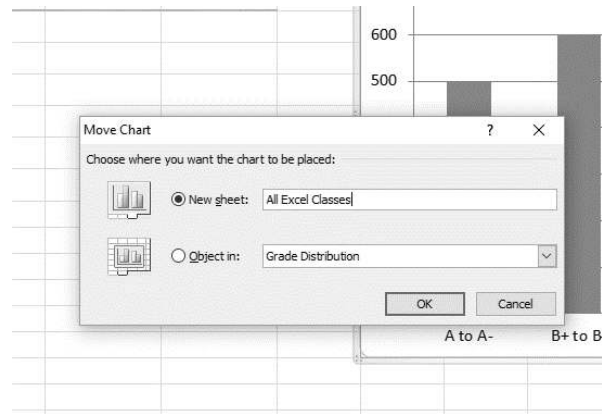 600
500
Move Chart ? X
Choose where you want the chart to be placed:
New sheet: All Excel Classes
Object in: Grade Distribution
OK Cancel
A to A- B+ to B